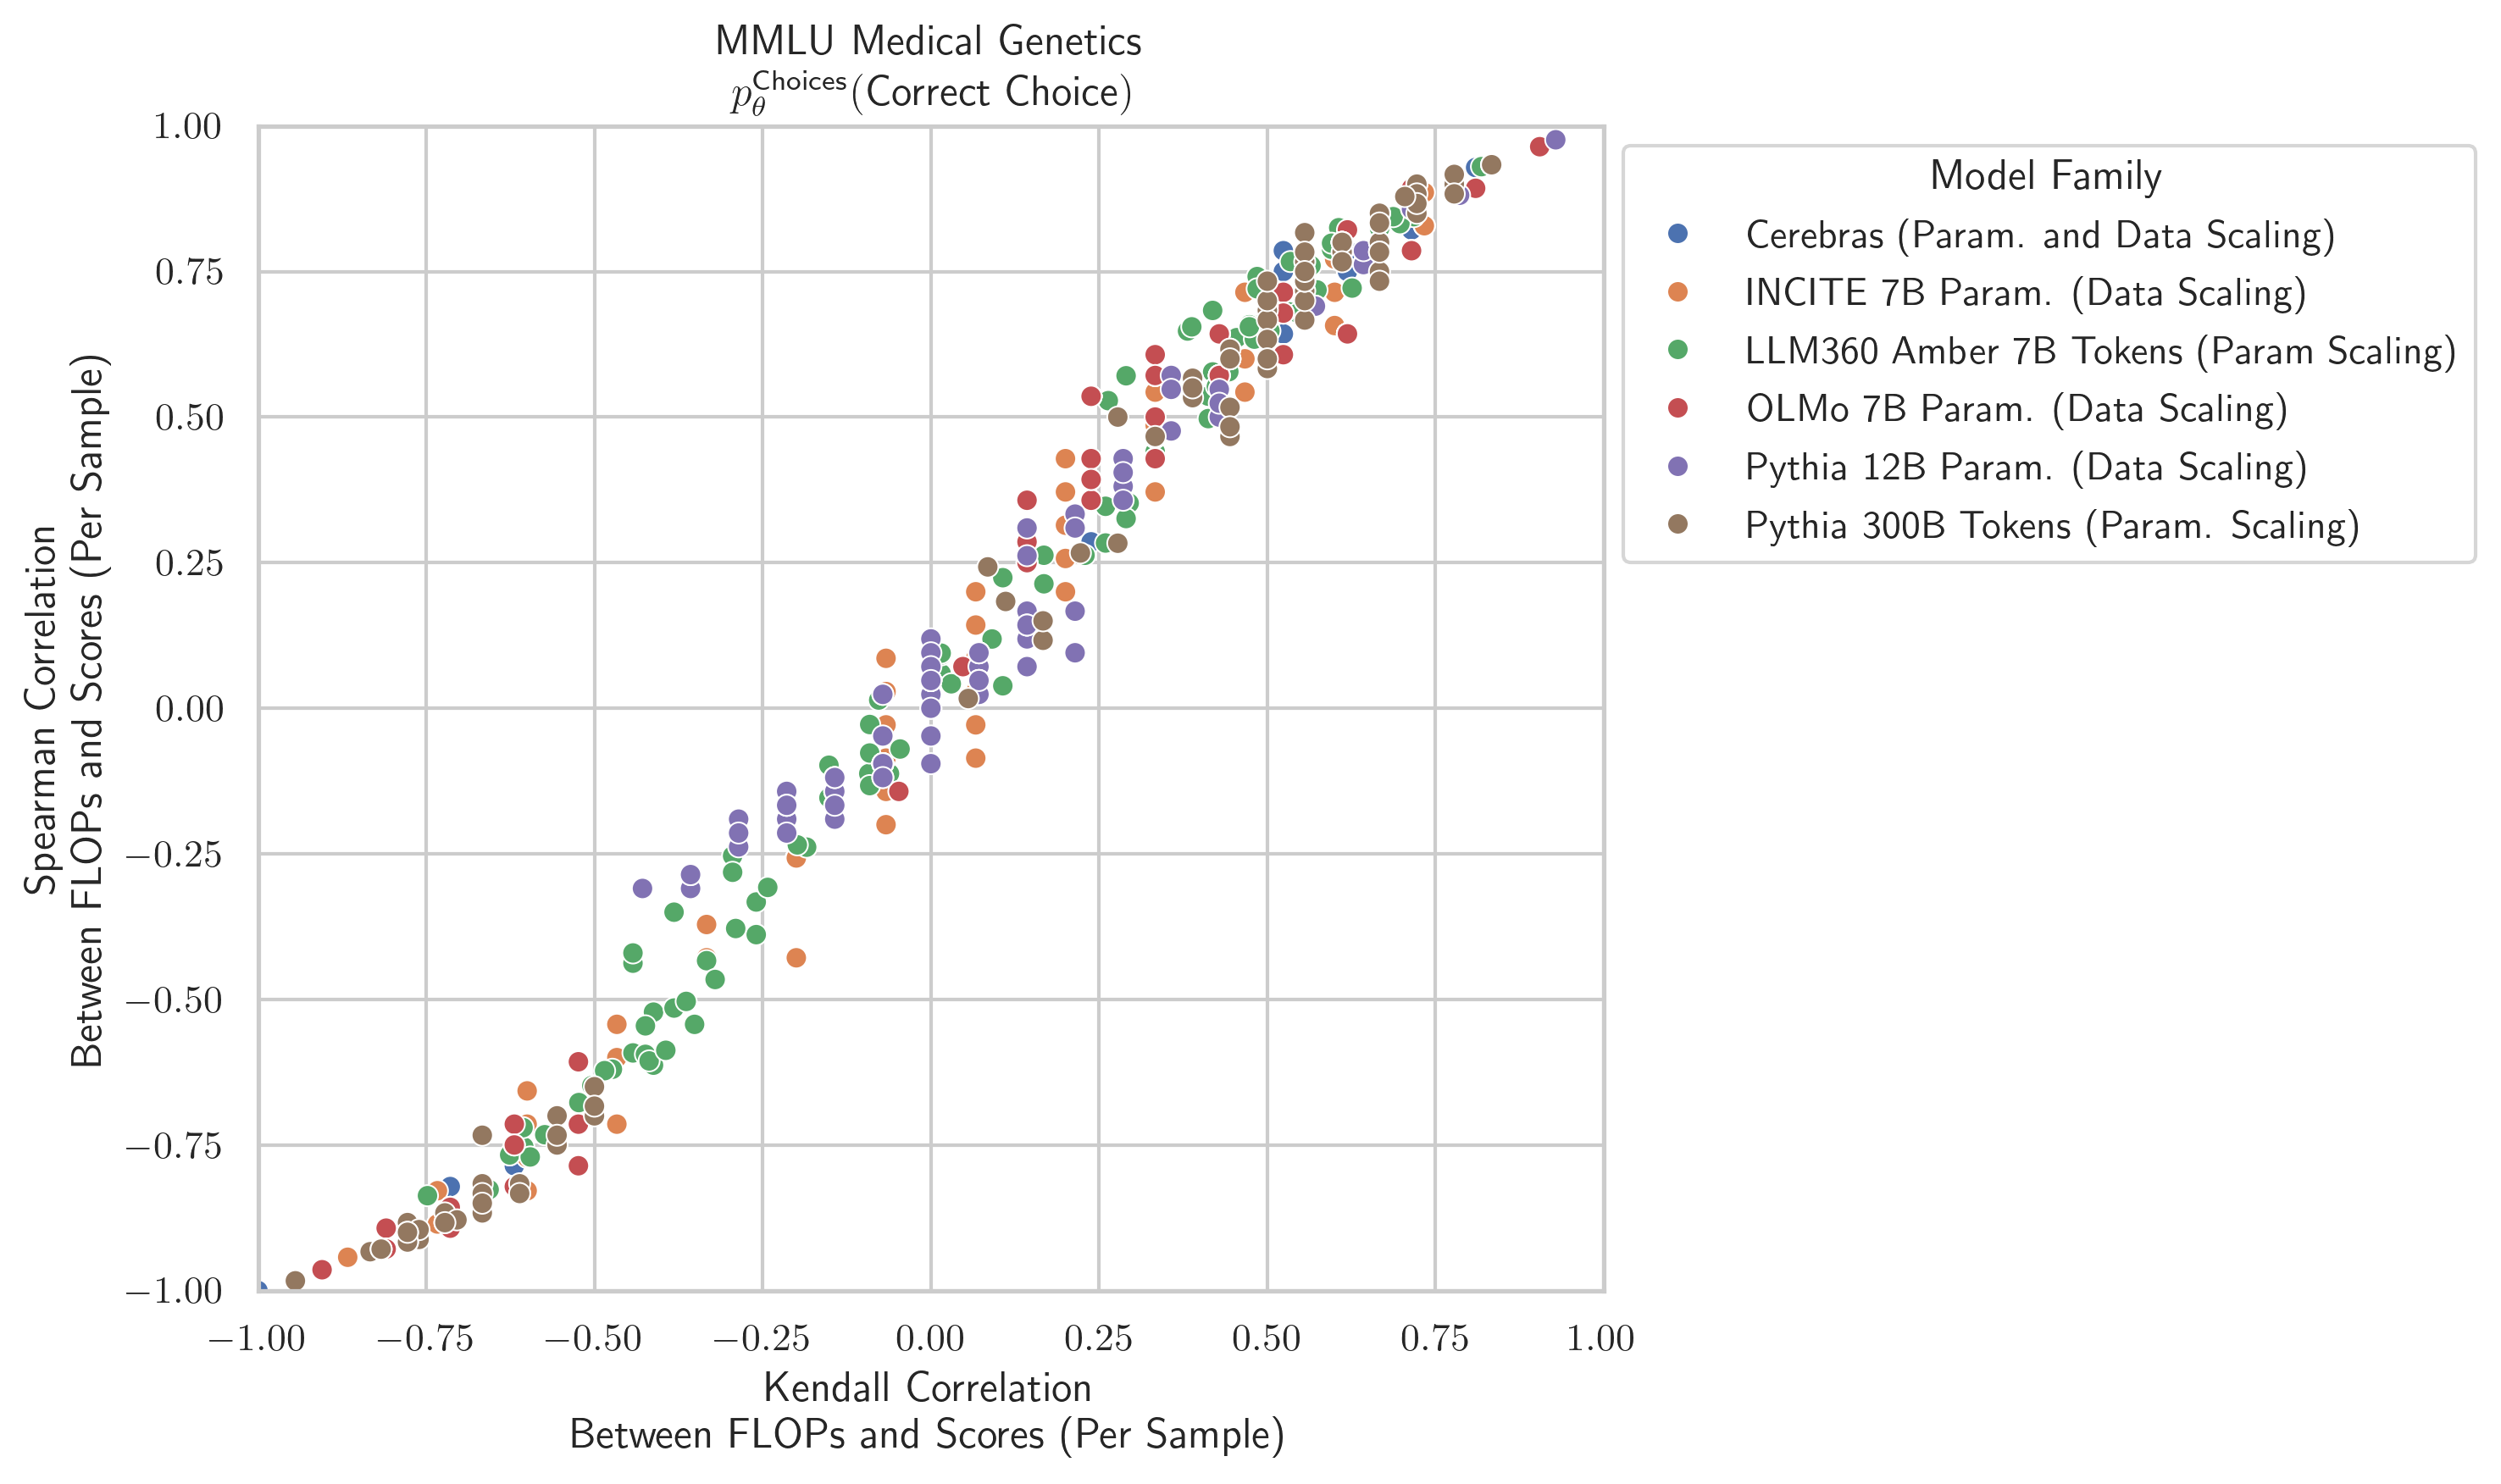 MMLU Medical Genetics
p_θ^Choices(Correct Choice)
1.00
0.75
0.50
0.25
0.00
−0.25
−0.50
−0.75
−1.00
Spearman Correlation
Between FLOPs and Scores (Per Sample)
−1.00 −0.75 −0.50 −0.25 0.00 0.25 0.50 0.75 1.00
Kendall Correlation
Between FLOPs and Scores (Per Sample)
Model Family
Cerebras (Param. and Data Scaling)
INCITE 7B Param. (Data Scaling)
LLM360 Amber 7B Tokens (Param Scaling)
OLMo 7B Param. (Data Scaling)
Pythia 12B Param. (Data Scaling)
Pythia 300B Tokens (Param. Scaling)